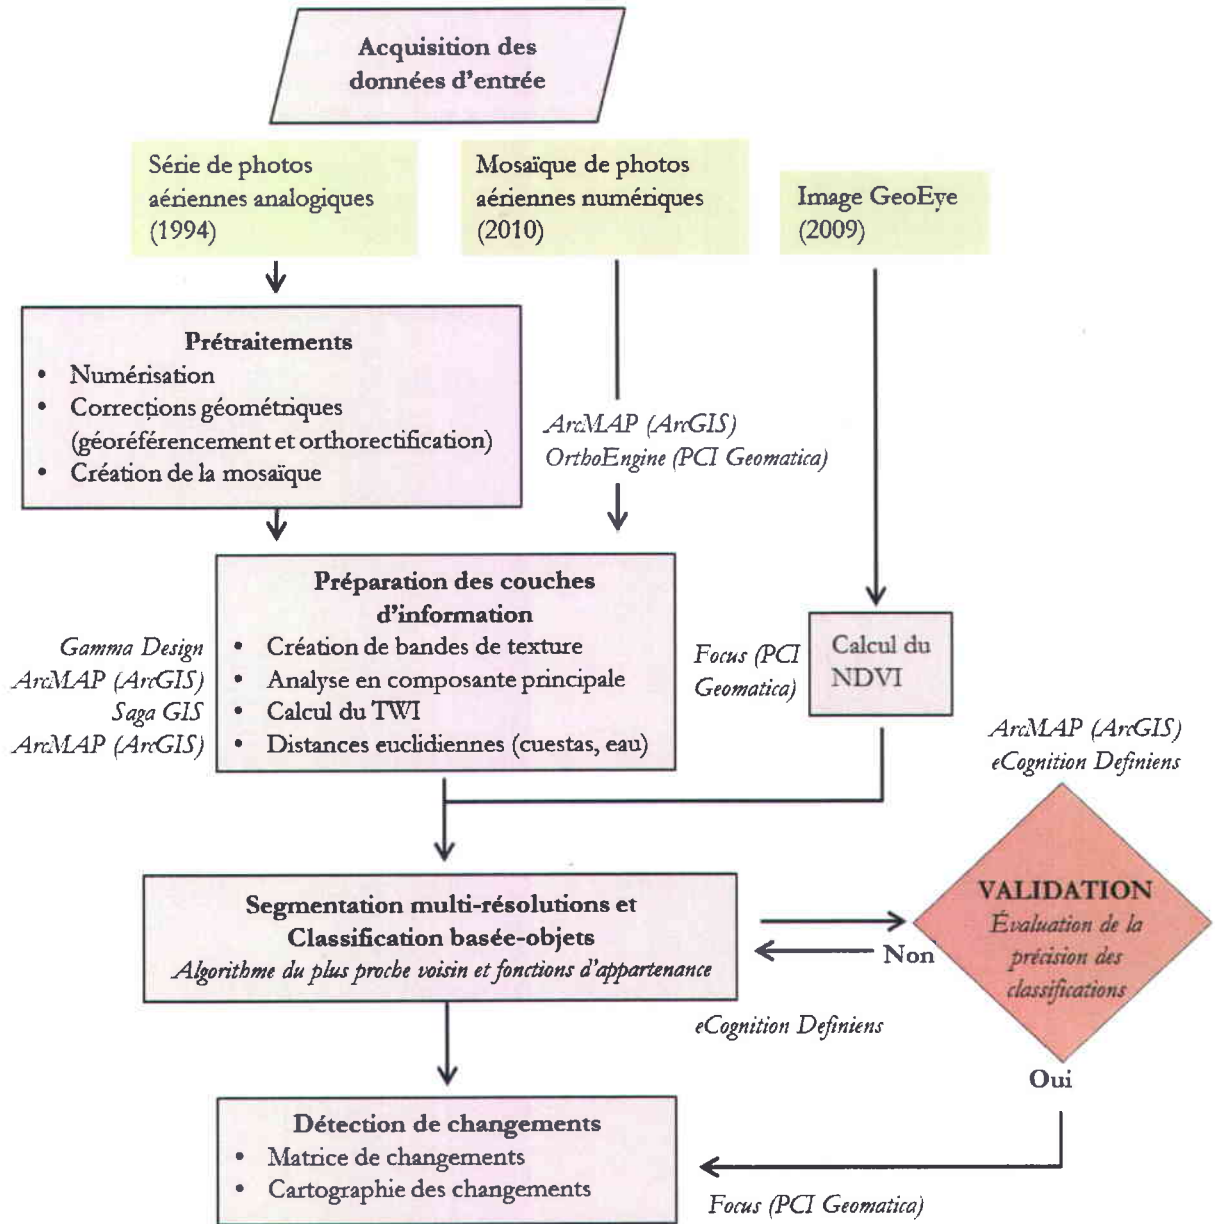 Acquisition des
données d'entrée
Série de photos
aériennes analogiques
(1994)
Mosaïque de photos
aériennes numériques
(2010)
Image GeoEye
(2009)
Prétraitements
• Numérisation
• Corrections géométriques
(géoréférencement et orthorectification)
• Création de la mosaïque
ArcMAP (ArcGIS)
OrthoEngine (PCI Geomatica)
Préparation des couches
d'information
• Création de bandes de texture
• Analyse en composante principale
• Calcul du TWI
• Distances euclidiennes (cuestas, eau)
Gamma Design
ArcMAP (ArcGIS)
Saga GIS
ArcMAP (ArcGIS)
Focus (PCI
Geomatica)
Calcul du
NDVI
ArcMAP (ArcGIS)
eCognition Definiens
Segmentation multi-résolutions et
Classification basée-objets
Algorithme du plus proche voisin et fonctions d'appartenance
eCognition Definiens
VALIDATION
Évaluation de la
précision des
classifications
Non
Oui
Détection de changements
• Matrice de changements
• Cartographie des changements
Focus (PCI Geomatica)